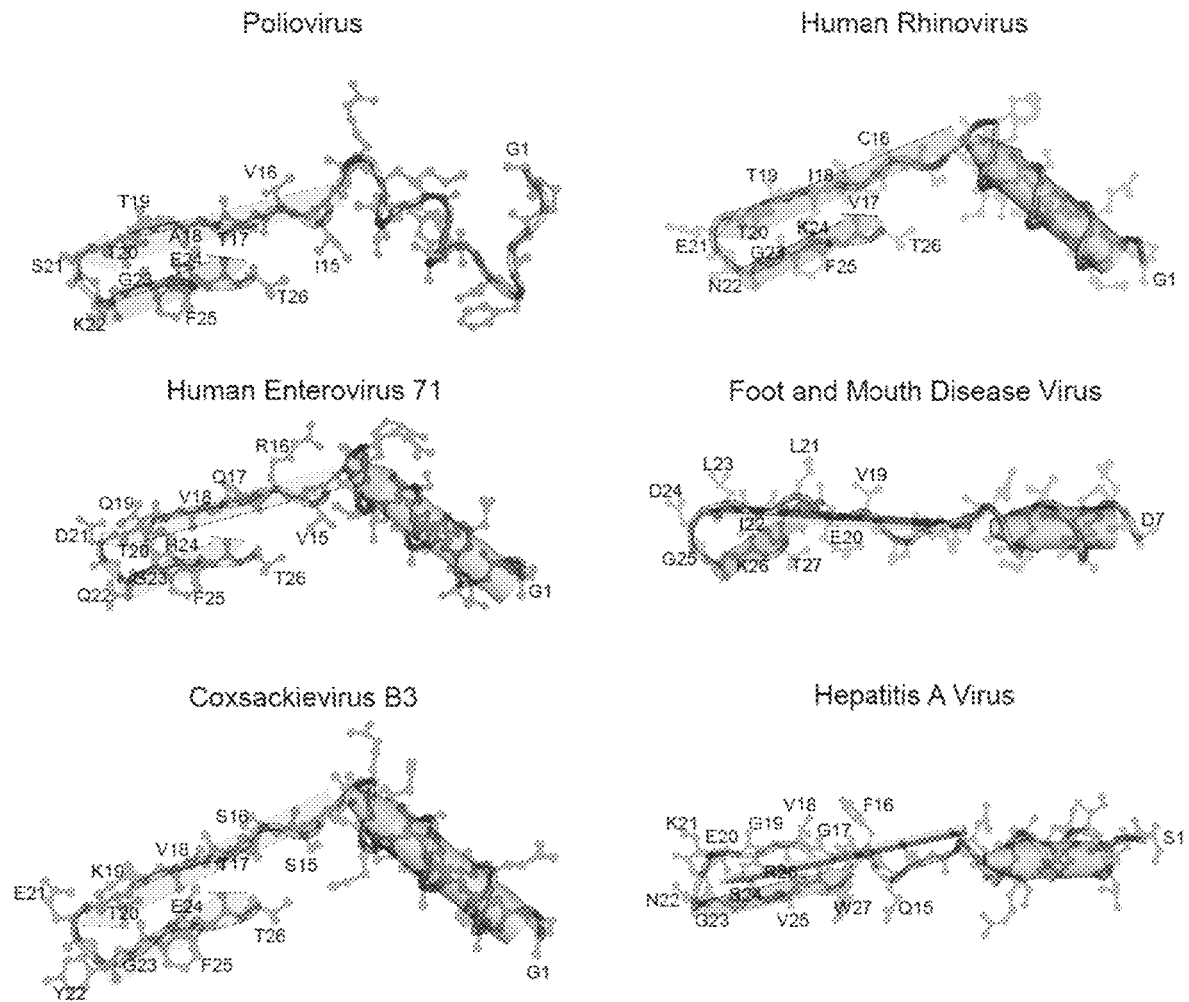 Poliovirus
G1
V16
T19
T20
A18
T17
S21
G23
E24
I15
T26
K22
F25
Human Rhinovirus
C16
T19
I18
V17
E21
T20
K24
G23
T26
N22
F25
G1
Human Enterovirus 71
R16
Q17
Q19
V18
D21
V15
T20
R24
G23
T26
Q22
F25
G1
Foot and Mouth Disease Virus
L23
L21
V19
D24
I22
D7
E20
G25
K26
T27
Coxsackievirus B3
S16
V18
K19
T17
S15
E21
T20
E24
T26
G23
F25
Y22
G1
Hepatitis A Virus
V18
F16
K21
E20
G19
G17
S1
N22
G23
V25
W27
Q15